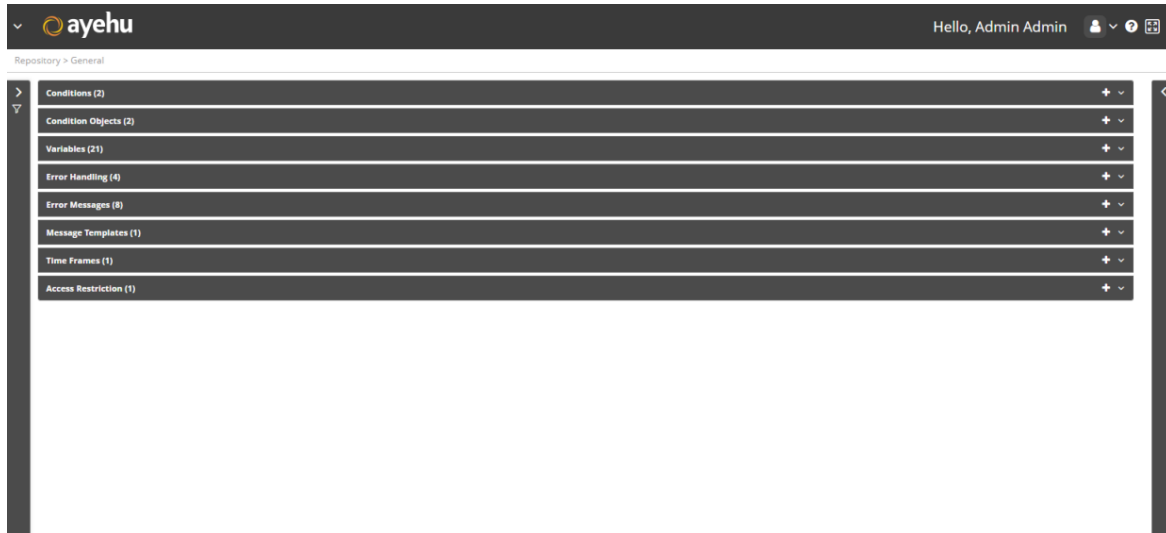 ayehu
Hello, Admin Admin
Repository > General
Conditions (2)
Condition Objects (2)
Variables (21)
Error Handling (4)
Error Messages (8)
Message Templates (1)
Time Frames (1)
Access Restriction (1)